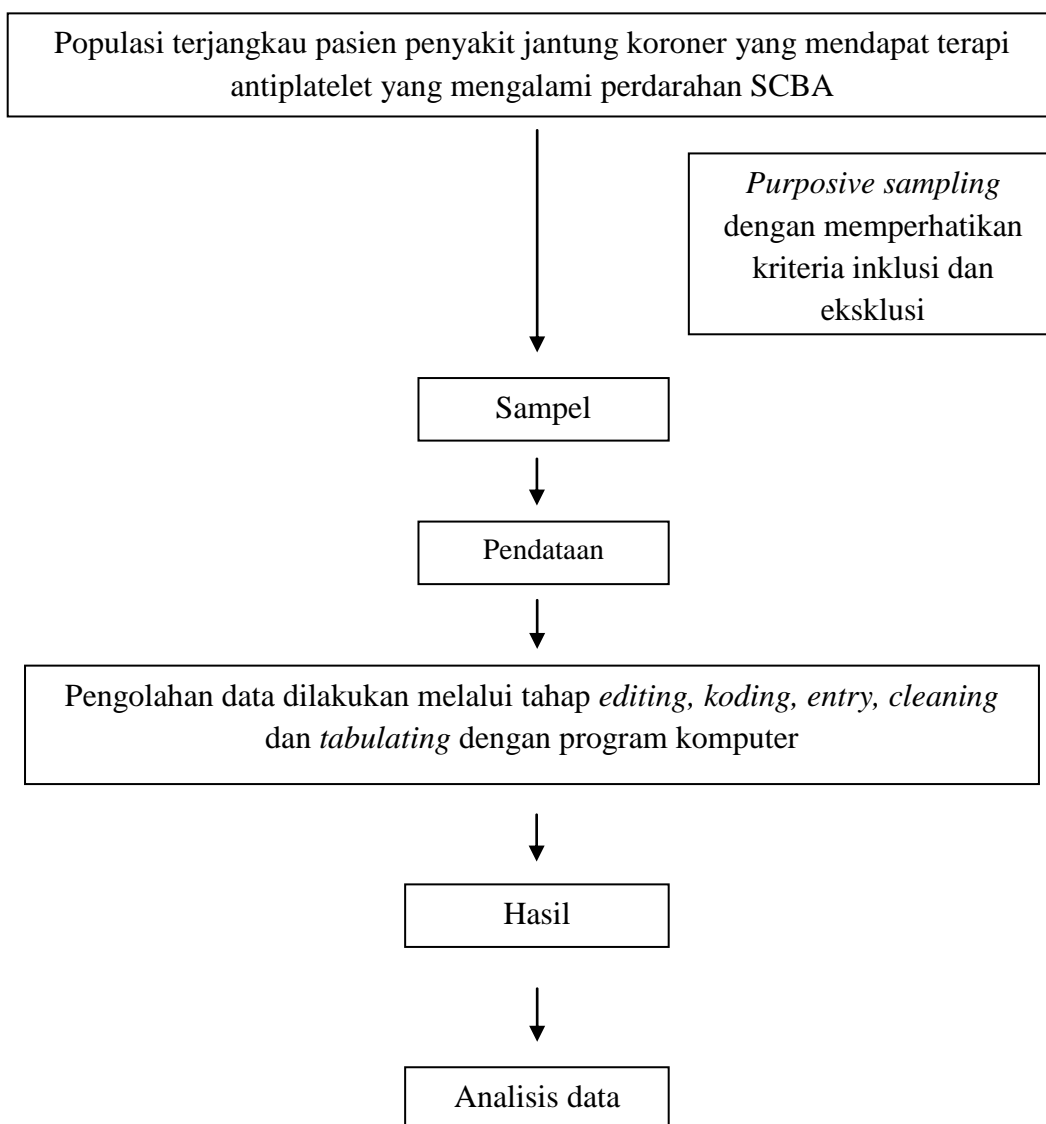 Populasi terjangkau pasien penyakit jantung koroner yang mendapat terapi
antiplatelet yang mengalami perdarahan SCBA
Purposive sampling
dengan memperhatikan
kriteria inklusi dan
eksklusi
Sampel
Pendataan
Pengolahan data dilakukan melalui tahap editing, koding, entry, cleaning
dan tabulating dengan program komputer
Hasil
Analisis data